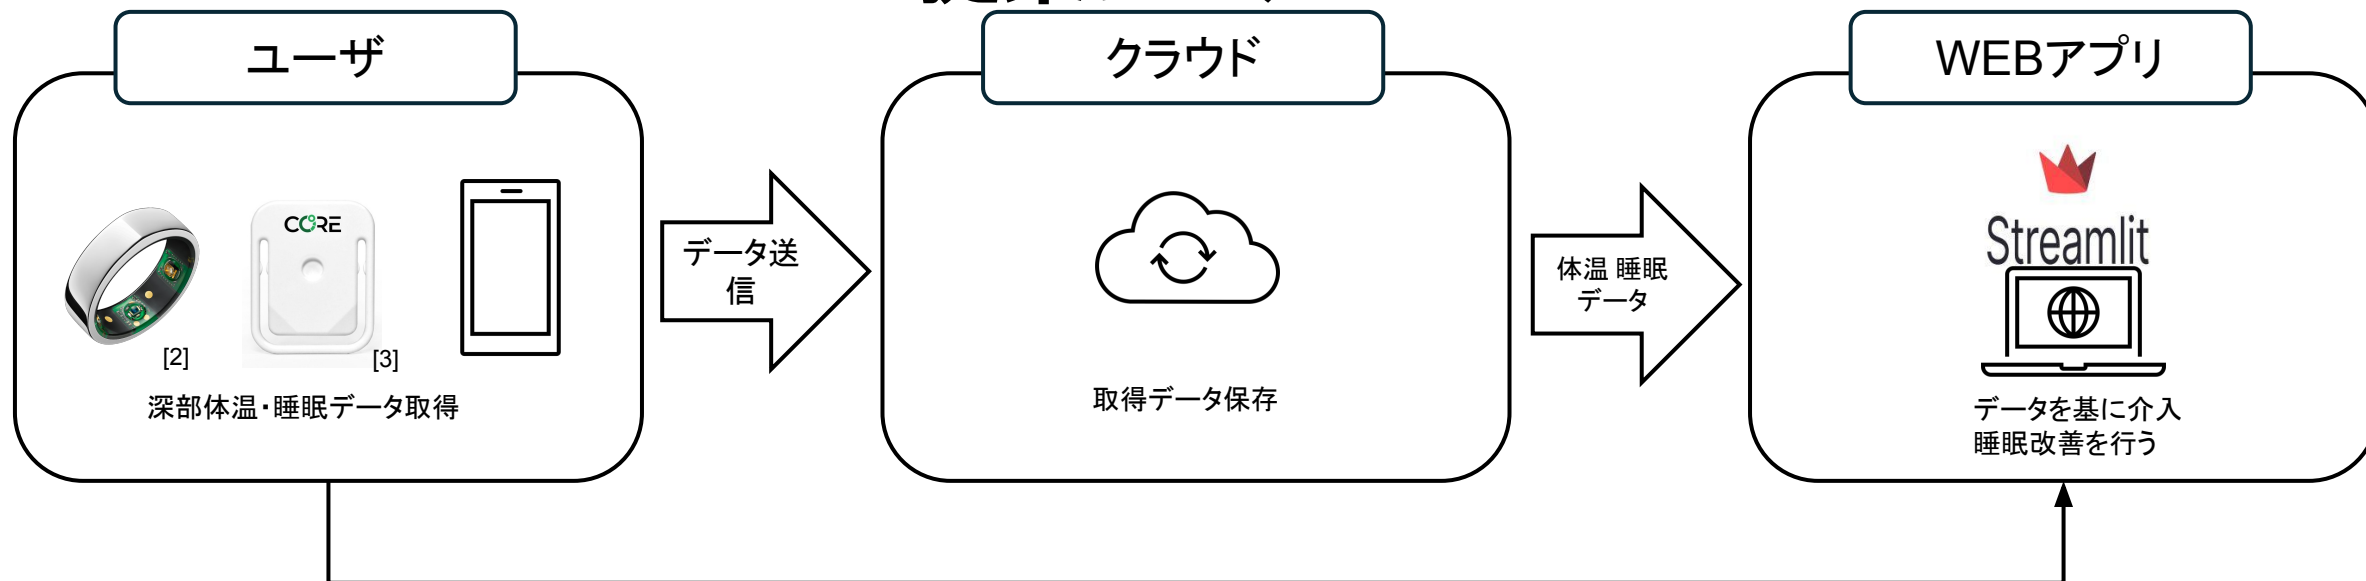 ユーザ
クラウド
WEBアプリ
CORE
[2]
[3]
深部体温・睡眠データ取得
データ送
信
取得データ保存
体温 睡眠
データ
Streamlit
データを基に介入
睡眠改善を行う